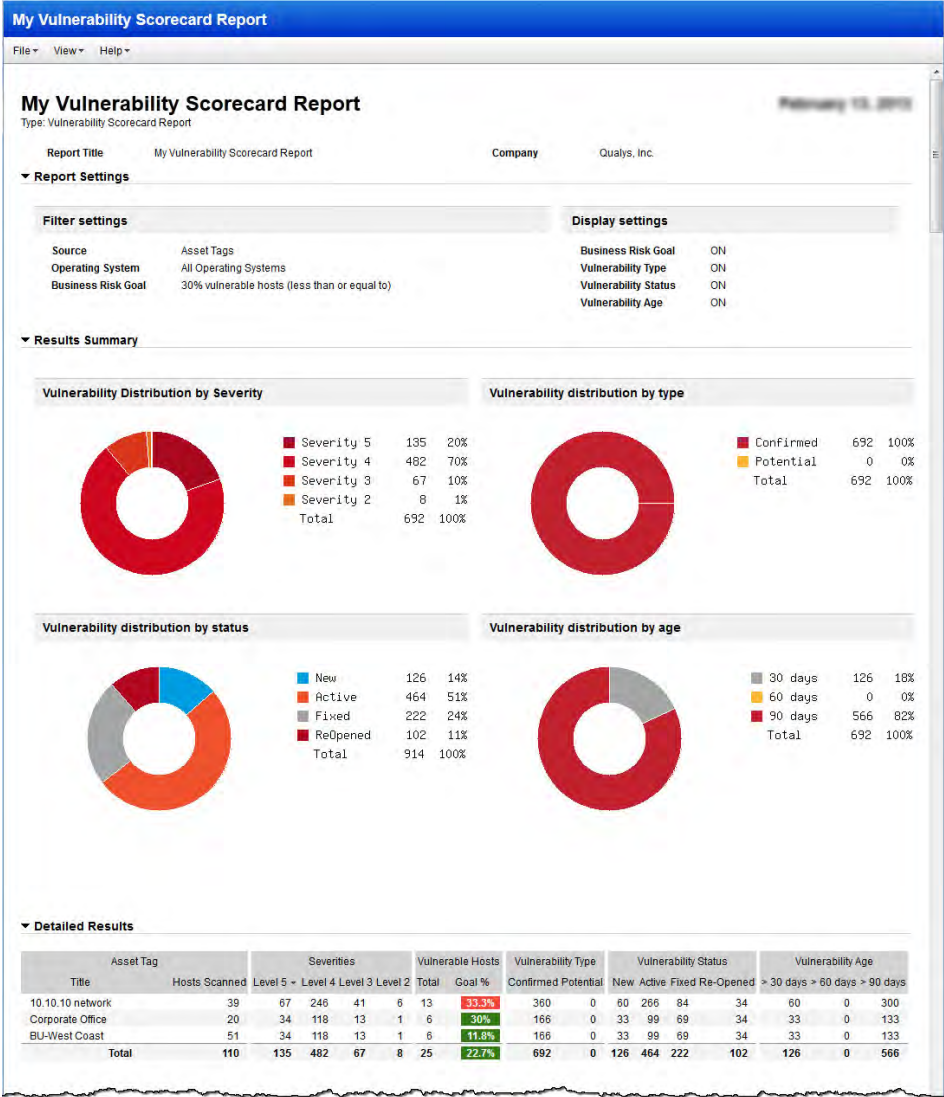 My Vulnerability Scorecard Report
File View Help
My Vulnerability Scorecard Report
Type: Vulnerability Scorecard Report
Report Title My Vulnerability Scorecard Report Company Qualys, Inc.
Report Settings
Filter settings Display settings
Source Asset Tags Business Risk Goal ON
Operating System All Operating Systems Vulnerability Type ON
Business Risk Goal 30% vulnerable hosts (less than or equal to) Vulnerability Status ON
Vulnerability Age ON
Results Summary
Vulnerability Distribution by Severity Vulnerability distribution by type
Severity 5 135 20% Confirmed 692 100%
Severity 4 482 70% Potential 0 0%
Severity 3 67 10% Total 692 100%
Severity 2 8 1%
Total 692 100%
Vulnerability distribution by status Vulnerability distribution by age
New 126 14% 30 days 126 18%
Active 464 51% 60 days 0 0%
Fixed 222 24% 90 days 566 82%
ReOpened 102 11% Total 692 100%
Total 914 100%
Detailed Results
Asset Tag Severities Vulnerable Hosts Vulnerability Type Vulnerability Status Vulnerability Age
Title Hosts Scanned Level 5 Level 4 Level 3 Level 2 Total Goal % Confirmed Potential New Active Fixed Re-Opened > 30 days > 60 days > 90 days
10.10.10 network 39 67 246 41 6 13 33.3% 360 0 60 266 84 34 60 0 300
Corporate Office 20 34 118 13 1 6 30% 166 0 33 99 69 34 33 0 133
BU-West Coast 51 34 118 13 1 6 11.8% 166 0 33 99 69 34 33 0 133
Total 110 135 482 67 8 25 22.7% 692 0 126 464 222 102 126 0 566